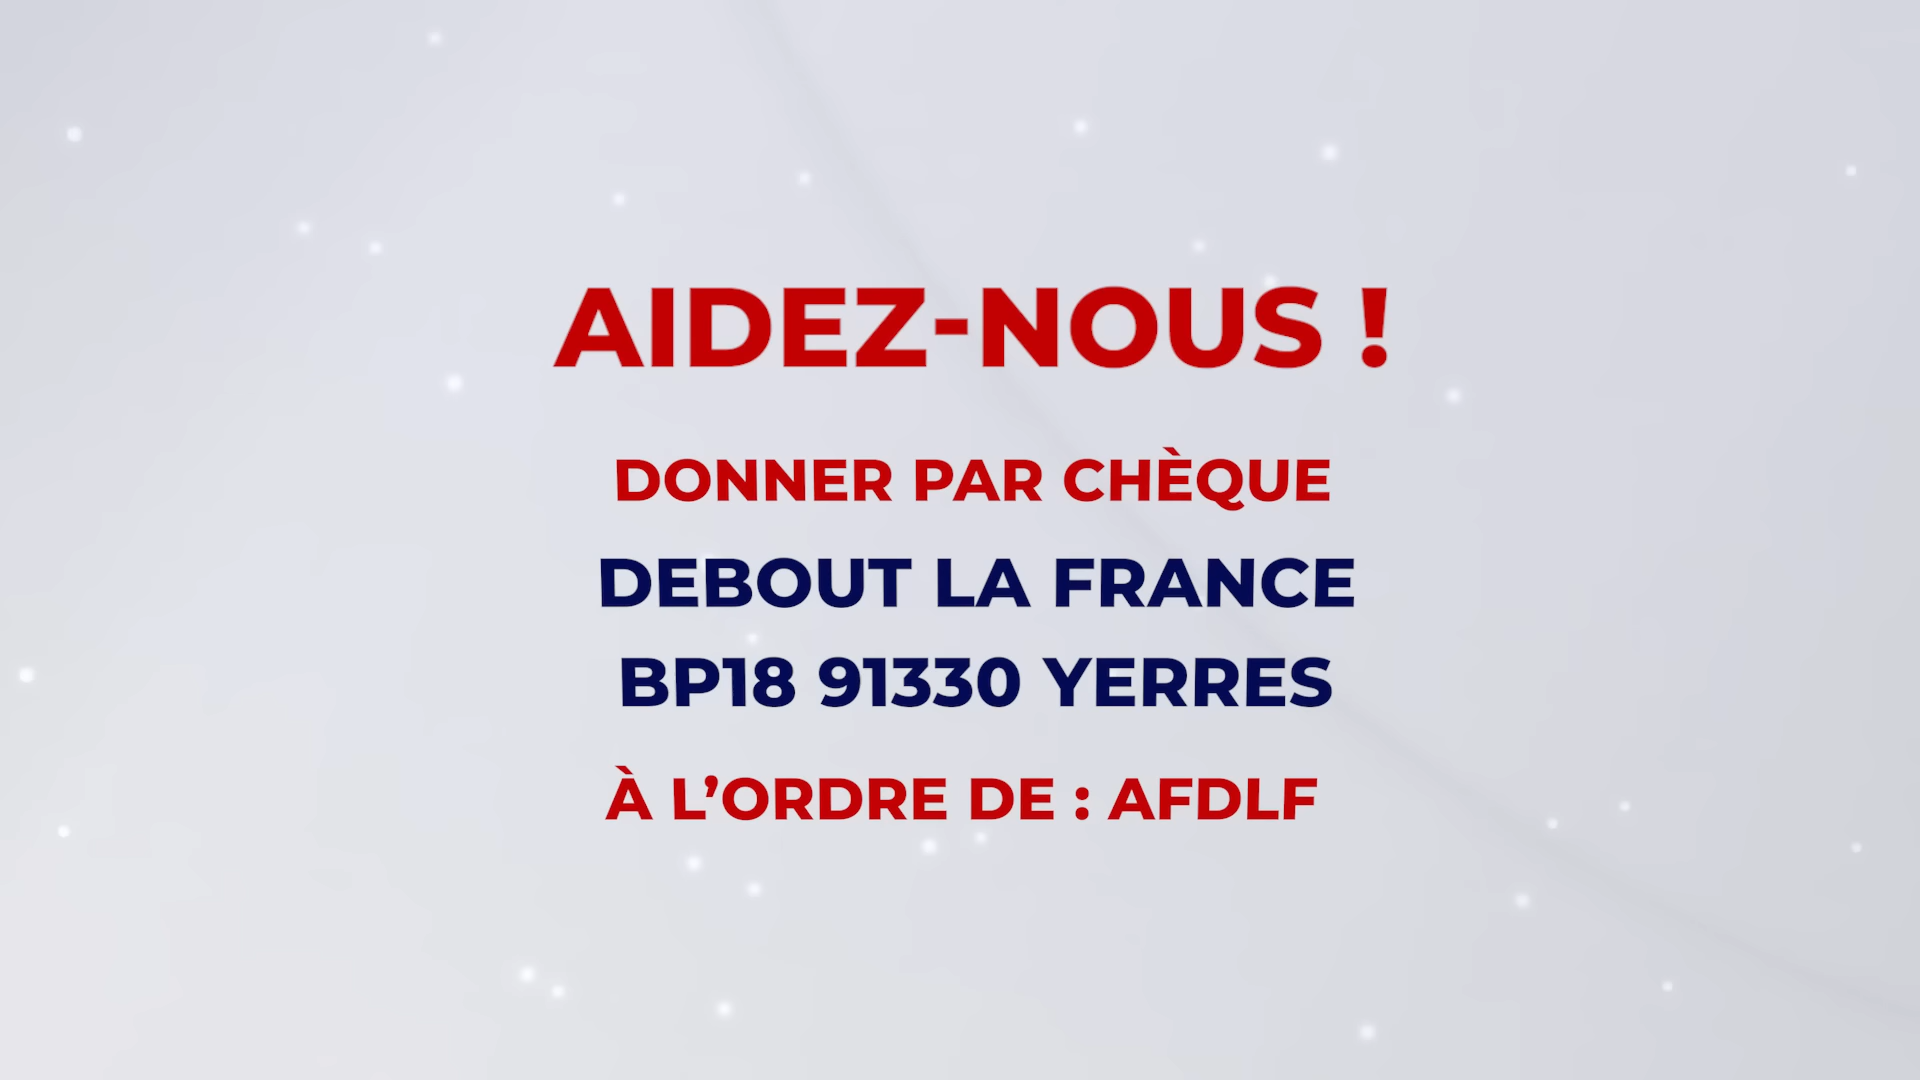 AIDEZ-NOUS !
DONNER PAR CHÈQUE
DEBOUT LA FRANCE
BP18 91330 YERRES
À L’ORDRE DE : AFDLF